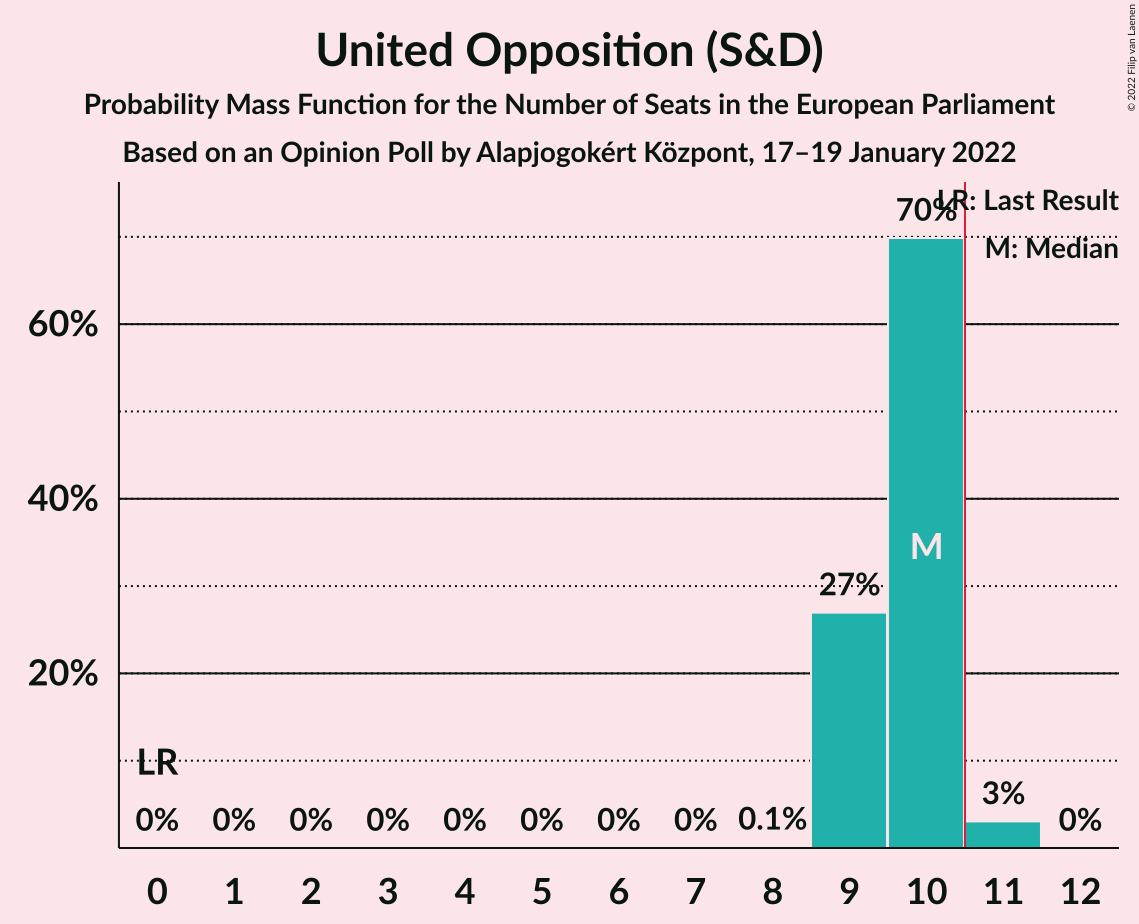 United Opposition (S&D)
Probability Mass Function for the Number of Seats in the European Parliament
Based on an Opinion Poll by Alapjogokért Központ, 17–19 January 2022
© 2022 Filip van Laenen
LR: Last Result
M: Median
70%
60%
40%
M
27%
20%
LR
3%
0% 0% 0% 0% 0% 0% 0% 0% 0.1% 0%
0 1 2 3 4 5 6 7 8 9 10 11 12